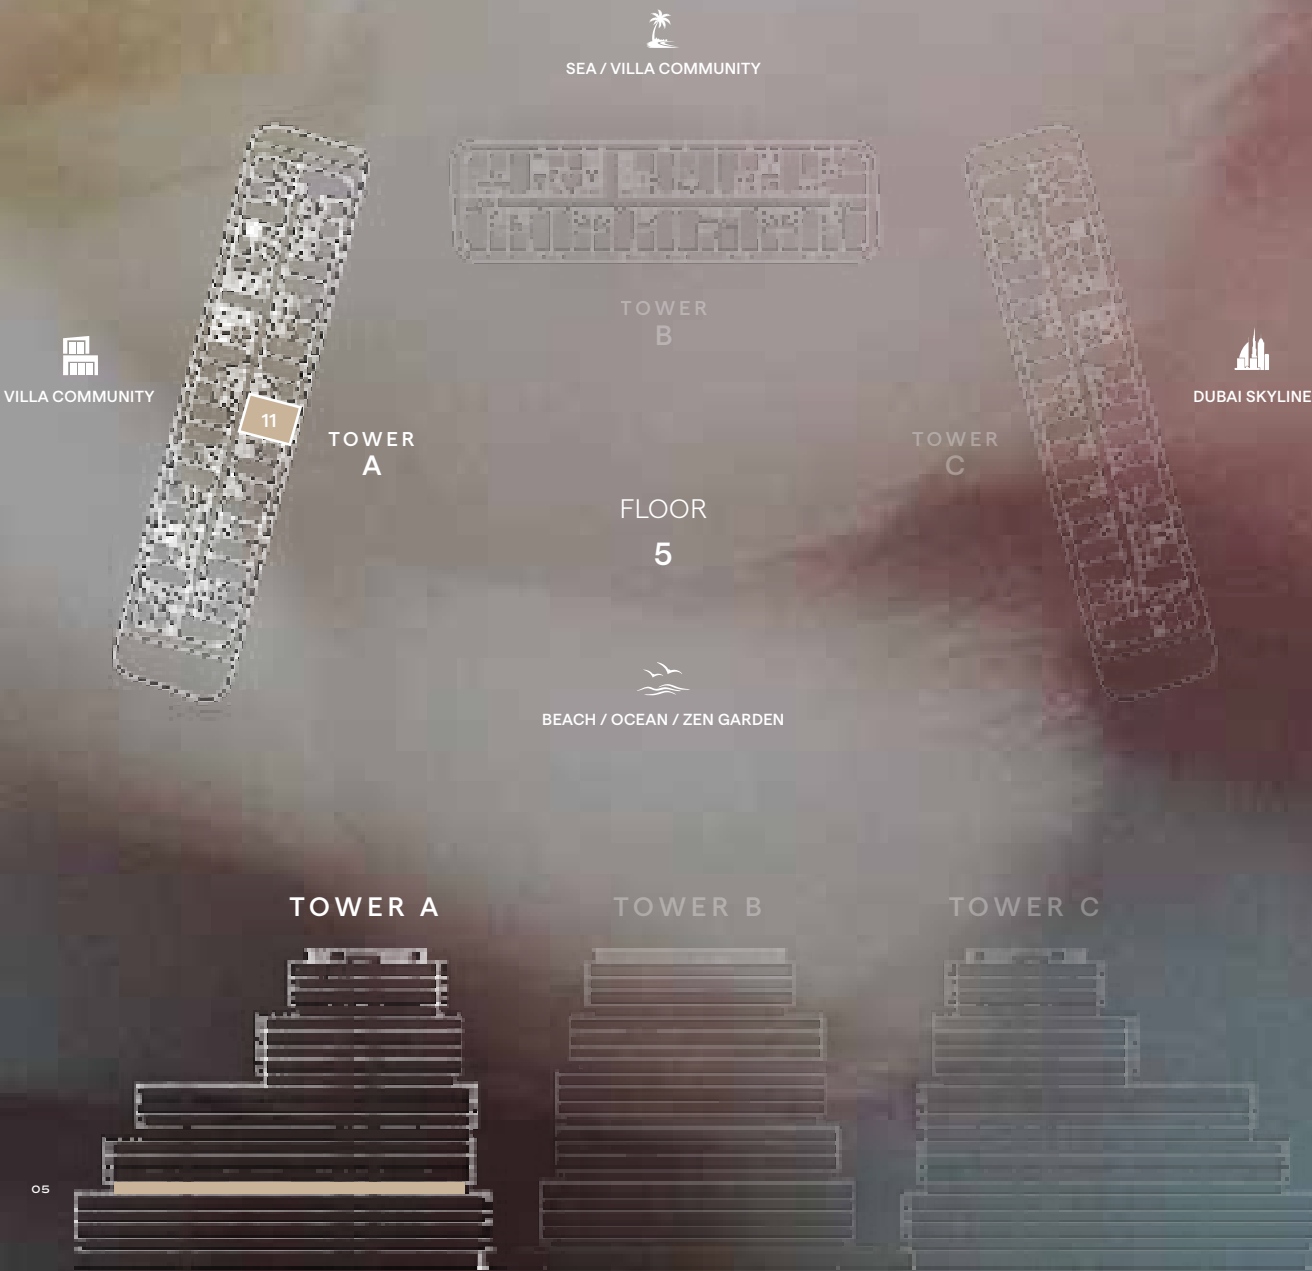 SEA / VILLA COMMUNITY
TOWER
B
VILLA COMMUNITY
DUBAI SKYLINE
11
TOWER
A
TOWER
C
FLOOR
5
BEACH / OCEAN / ZEN GARDEN
TOWER A
TOWER B
TOWER C
05